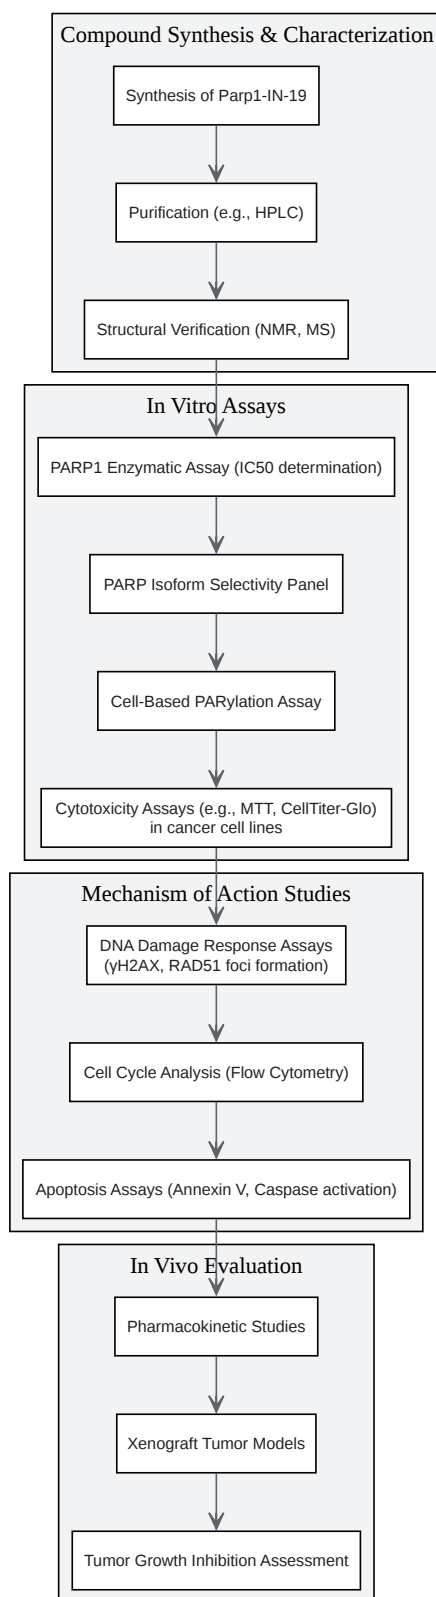 Compound Synthesis & Characterization
Synthesis of Parp1-IN-19
Purification (e.g., HPLC)
Structural Verification (NMR, MS)
In Vitro Assays
PARP1 Enzymatic Assay (IC50 determination)
PARP Isoform Selectivity Panel
Cell-Based PARylation Assay
Cytotoxicity Assays (e.g., MTT, CellTiter-Glo)
in cancer cell lines
Mechanism of Action Studies
DNA Damage Response Assays
(γH2AX, RAD51 foci formation)
Cell Cycle Analysis (Flow Cytometry)
Apoptosis Assays (Annexin V, Caspase activation)
In Vivo Evaluation
Pharmacokinetic Studies
Xenograft Tumor Models
Tumor Growth Inhibition Assessment